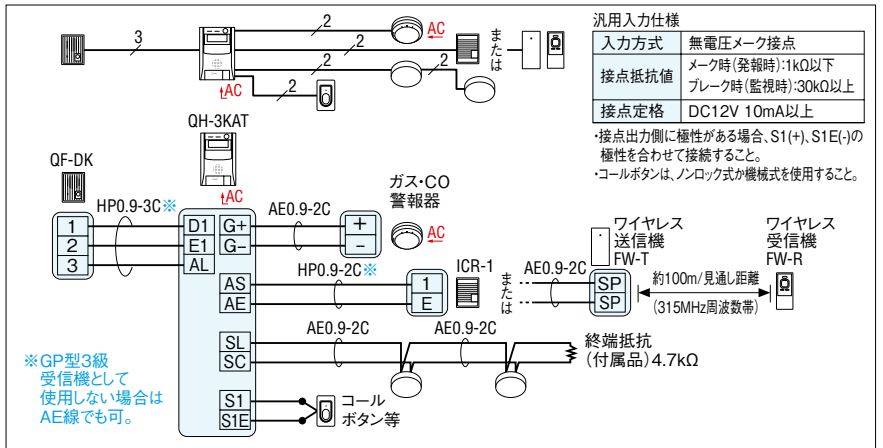 3
2
AC
2
または
2
2
2
AC
汎用入力仕様
入力方式 無電圧メーク接点
接点抵抗値 メーク時(発報時):1kΩ以下
ブレーク時(監視時):30kΩ以上
接点定格 DC12V 10mA以上
・接点出力側に極性がある場合、S1(+)、S1E(-)の
極性を合わせて接続すること。
・コールボタンは、ノンロック式か機械式を使用すること。
QH-3KAT
AC
QF-DK
HP0.9-3C※
1
2
3
D1
E1
AL
G+
G−
AE0.9-2C
+
−
ガス・CO
警報器
AC
AS
AE
HP0.9-2C※
1
E
ICR-1
または
AE0.9-2C
SP
SP
ワイヤレス
送信機
FW-T
約100m/見通し距離
(315MHz周波数帯)
ワイヤレス
受信機
FW-R
SL
SC
AE0.9-2C
AE0.9-2C
終端抵抗
(付属品)4.7kΩ
S1
S1E
コール
ボタン等
※GP型3級
受信機として
使用しない場合は
AE線でも可。